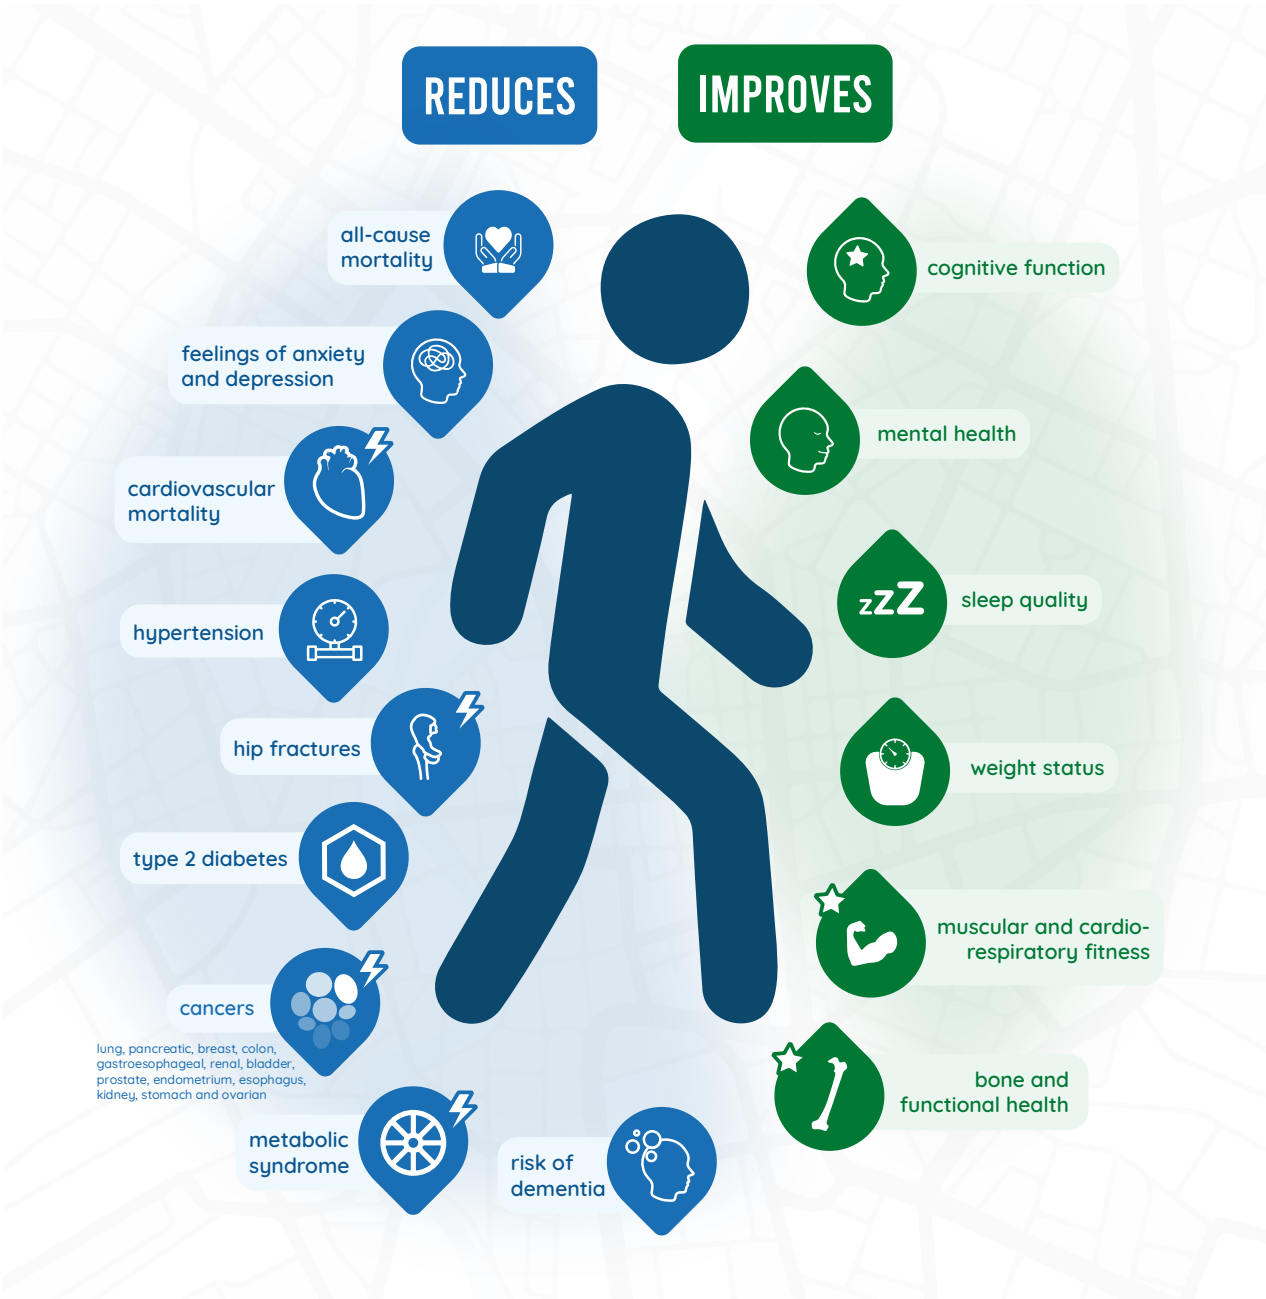 REDUCES
IMPROVES
all-cause
mortality
feelings of anxiety
and depression
cardiovascular
mortality
hypertension
hip fractures
type 2 diabetes
cancers
lung, pancreatic, breast, colon,
gastroesophageal, renal, bladder,
prostate, endometrium, esophagus,
kidney, stomach and ovarian
metabolic
syndrome
risk of
dementia
cognitive function
mental health
zzZ
sleep quality
weight status
muscular and cardio-
respiratory fitness
bone and
functional health